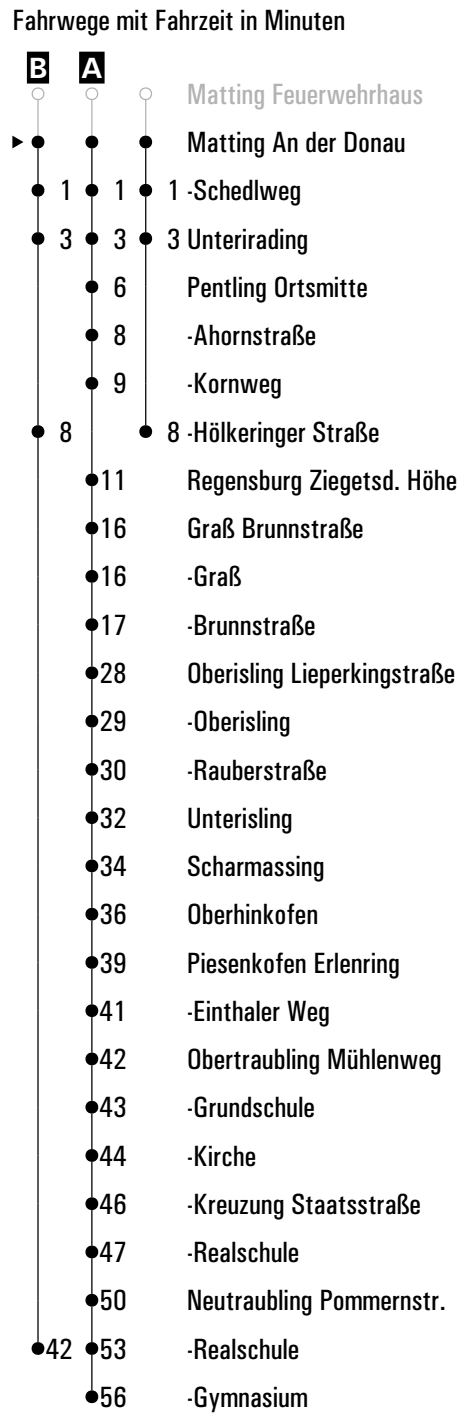 Fahrwege mit Fahrzeit in Minuten
B A
Matting Feuerwehrhaus
Matting An der Donau
1 1 1 -Schedlweg
3 3 3 Unterirading
6 Pentling Ortsmitte
8 -Ahornstraße
9 -Kornweg
8 8 -Hölkeringer Straße
11 Regensburg Ziegetsd. Höhe
16 Graß Brunnstraße
16 -Graß
17 -Brunnstraße
28 Oberisling Lieperkingstraße
29 -Oberisling
30 -Rauberstraße
32 Unterisling
34 Scharmassing
36 Oberhinkofen
39 Piesenkofen Erlenring
41 -Einthaler Weg
42 Obertraubling Mühlenweg
43 -Grundschule
44 -Kirche
46 -Kreuzung Staatsstraße
47 -Realschule
50 Neutraubling Pommernstr.
42 53 -Realschule
56 -Gymnasium